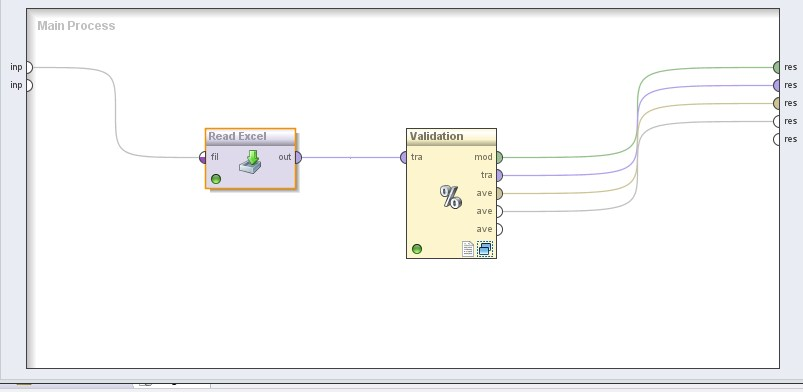 Main Process
inp
inp
Read Excel
fil
out
Validation
tra
mod
tra
ave
ave
ave
%
res
res
res
res
res